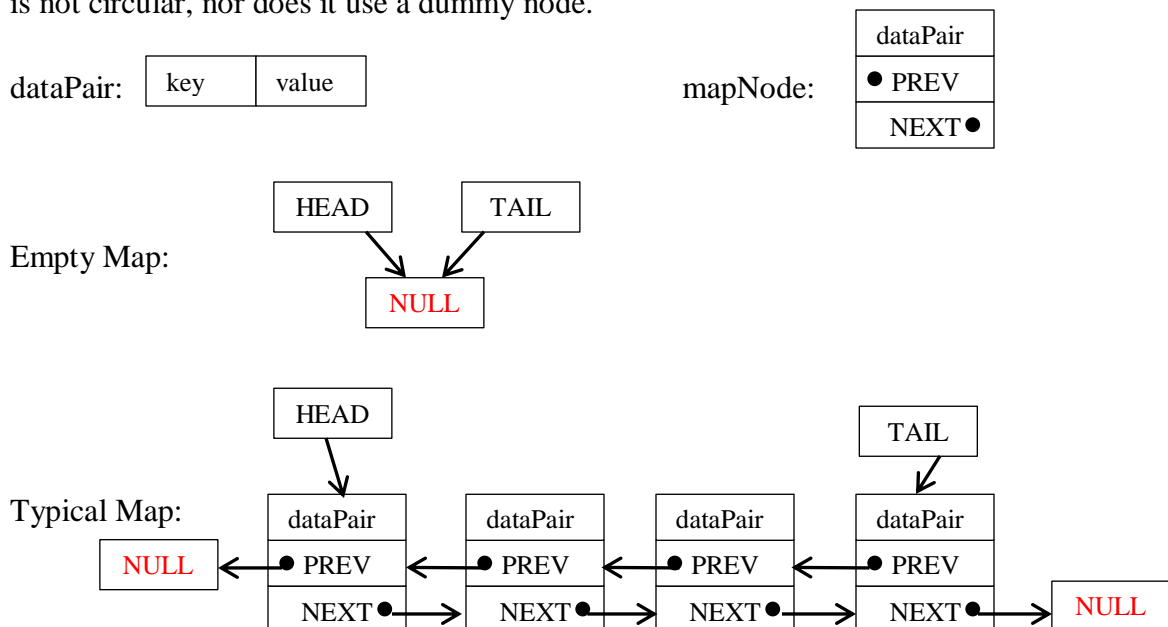 is not circular, nor does it use a dummy node.
dataPair
dataPair: key value mapNode: PREV
NEXT
HEAD TAIL
Empty Map:
NULL
HEAD
TAIL
Typical Map: dataPair dataPair dataPair dataPair
NULL PREV PREV PREV PREV
NEXT NEXT NEXT NEXT NULL